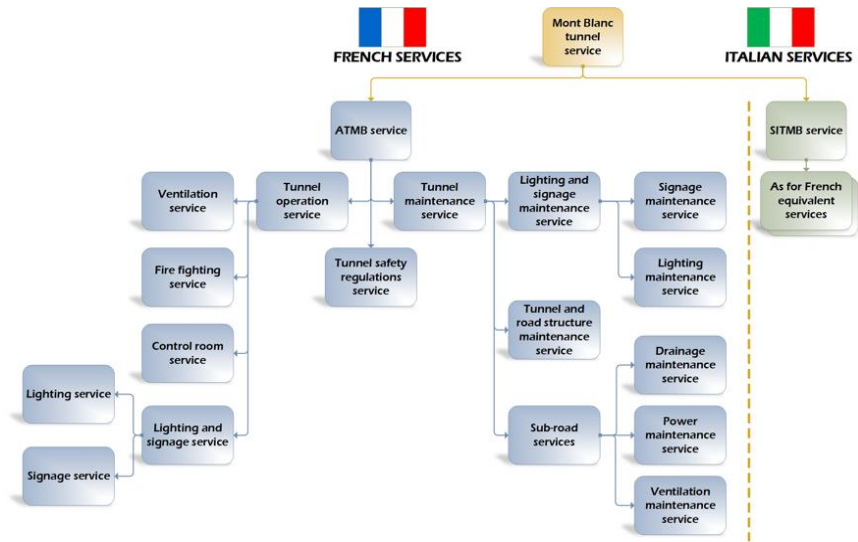 Mont Blanc
tunnel
service
FRENCH SERVICES
ITALIAN SERVICES
ATMB service
SITMB service
Ventilation
service
Tunnel
operation
service
Tunnel
maintenance
service
Lighting and
signage
maintenance
service
Signage
maintenance
service
As for French
equivalent
services
Fire fighting
service
Tunnel safety
regulations
service
Lighting
maintenance
service
Control room
service
Tunnel and
road structure
maintenance
service
Drainage
maintenance
service
Lighting service
Lighting and
signage service
Sub-road
services
Power
maintenance
service
Signage service
Ventilation
maintenance
service